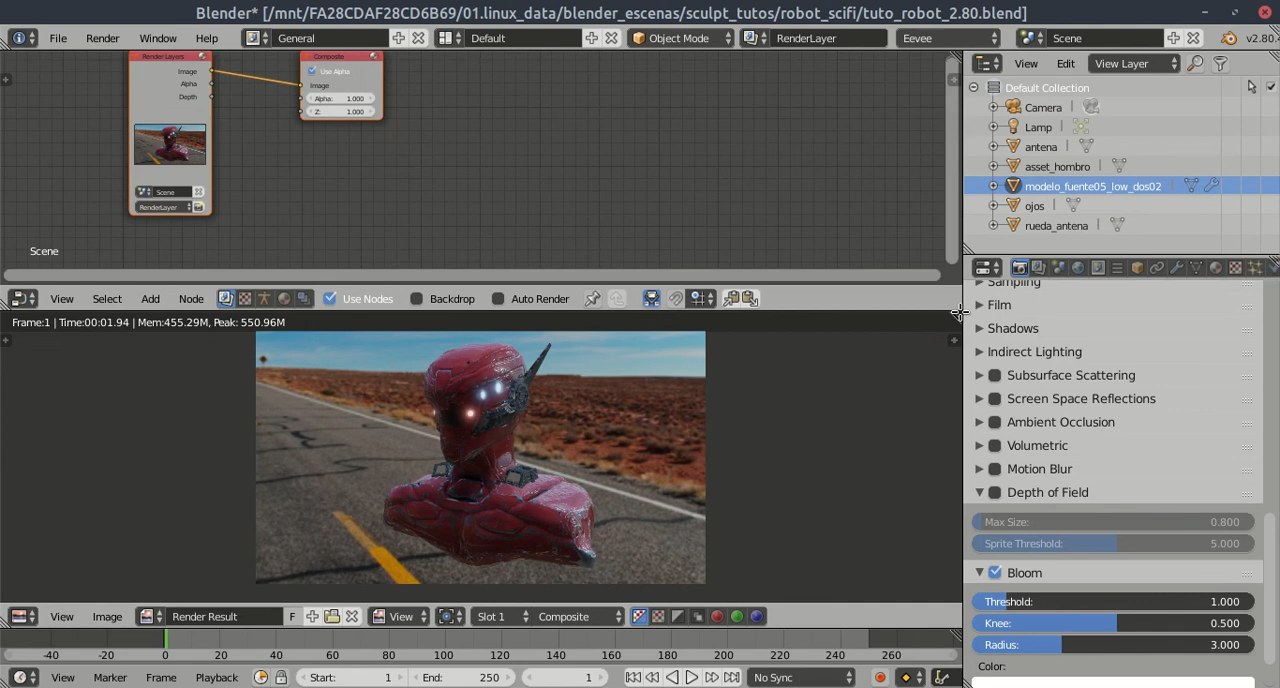 Blender* [/mnt/FA28CDAF28CD6B69/01.linux_data/blender_escenas/sculpt_tutos/robot_scifi/tuto_robot_2.80.blend]
File Render Window Help General Default Object Mode RenderLayer Eevee Scene v2.80.
Render Layers
Image
Alpha
Depth
Scene
RenderLayer
Composite
Use Alpha
Image
Alpha: 1.000
Z: 1.000
Scene
View Select Add Node Use Nodes Backdrop Auto Render
Frame:1 | Time:00:01.94 | Mem:455.29M, Peak: 550.96M
View Image Render Result F View Slot 1 Composite
-40 -20 0 20 40 60 80 100 120 140 160 180 200 220 240 260
View Marker Frame Playback Start: 1 End: 250 1 No Sync
View Edit View Layer
Default Collection
Camera
Lamp
antena
asset_hombro
modelo_fuente05_low_dos02
ojos
rueda_antena
Sampling
Film
Shadows
Indirect Lighting
Subsurface Scattering
Screen Space Reflections
Ambient Occlusion
Volumetric
Motion Blur
Depth of Field
Max Size: 0.800
Sprite Threshold: 5.000
Bloom
Threshold: 1.000
Knee: 0.500
Radius: 3.000
Color: